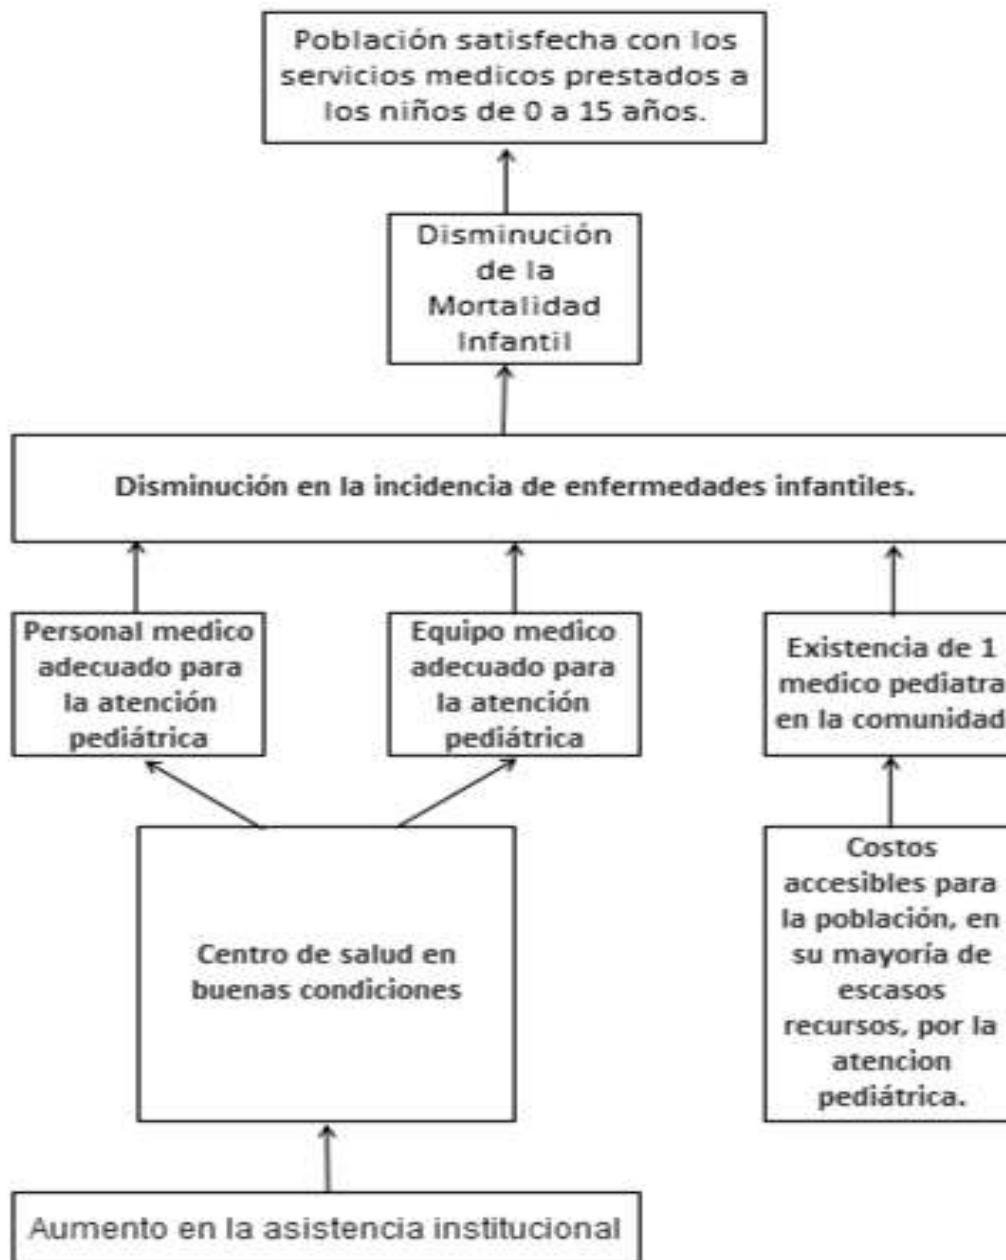 Población satisfecha con los
servicios medicos prestados a
los niños de 0 a 15 años.
Disminución
de la
Mortalidad
Infantil
Disminución en la incidencia de enfermedades infantiles.
Personal medico
adecuado para
la atención
pediátrica
Equipo medico
adecuado para
la atención
pediátrica
Existencia de 1
medico pediatra
en la comunidad
Centro de salud en
buenas condiciones
Costos
accesibles para
la población, en
su mayoría de
escasos
recursos, por la
atencion
pediátrica.
Aumento en la asistencia institucional